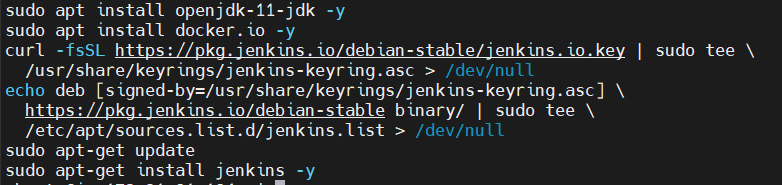 sudo apt install openjdk-11-jdk -y
sudo apt install docker.io -y
curl -fsSL https://pkg.jenkins.io/debian-stable/jenkins.io.key | sudo tee \
  /usr/share/keyrings/jenkins-keyring.asc > /dev/null
echo deb [signed-by=/usr/share/keyrings/jenkins-keyring.asc] \
  https://pkg.jenkins.io/debian-stable binary/ | sudo tee \
  /etc/apt/sources.list.d/jenkins.list > /dev/null
sudo apt-get update
sudo apt-get install jenkins -y